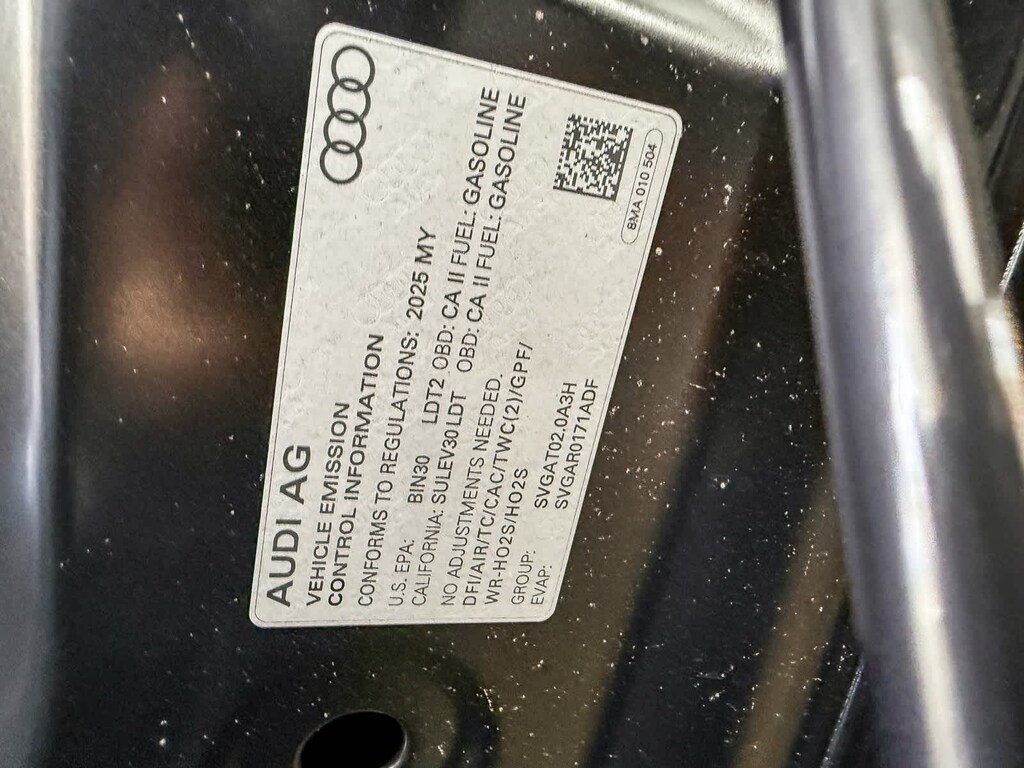 AUDI AG
VEHICLE EMISSION
CONTROL INFORMATION
CONFORMS TO REGULATIONS: 2025 MY
U.S. EPA: BIN30 LDT2 OBD: CA II FUEL: GASOLINE
CALIFORNIA: SULEV30 LDT OBD: CA II FUEL: GASOLINE
NO ADJUSTMENTS NEEDED.
DFI/AIR/TC/CAC/TWC(2)/GPF/
WR-HO2S/HO2S
GROUP: SVGAT02.0A3H
EVAP: SVGAR0171ADF
8MA 010 504